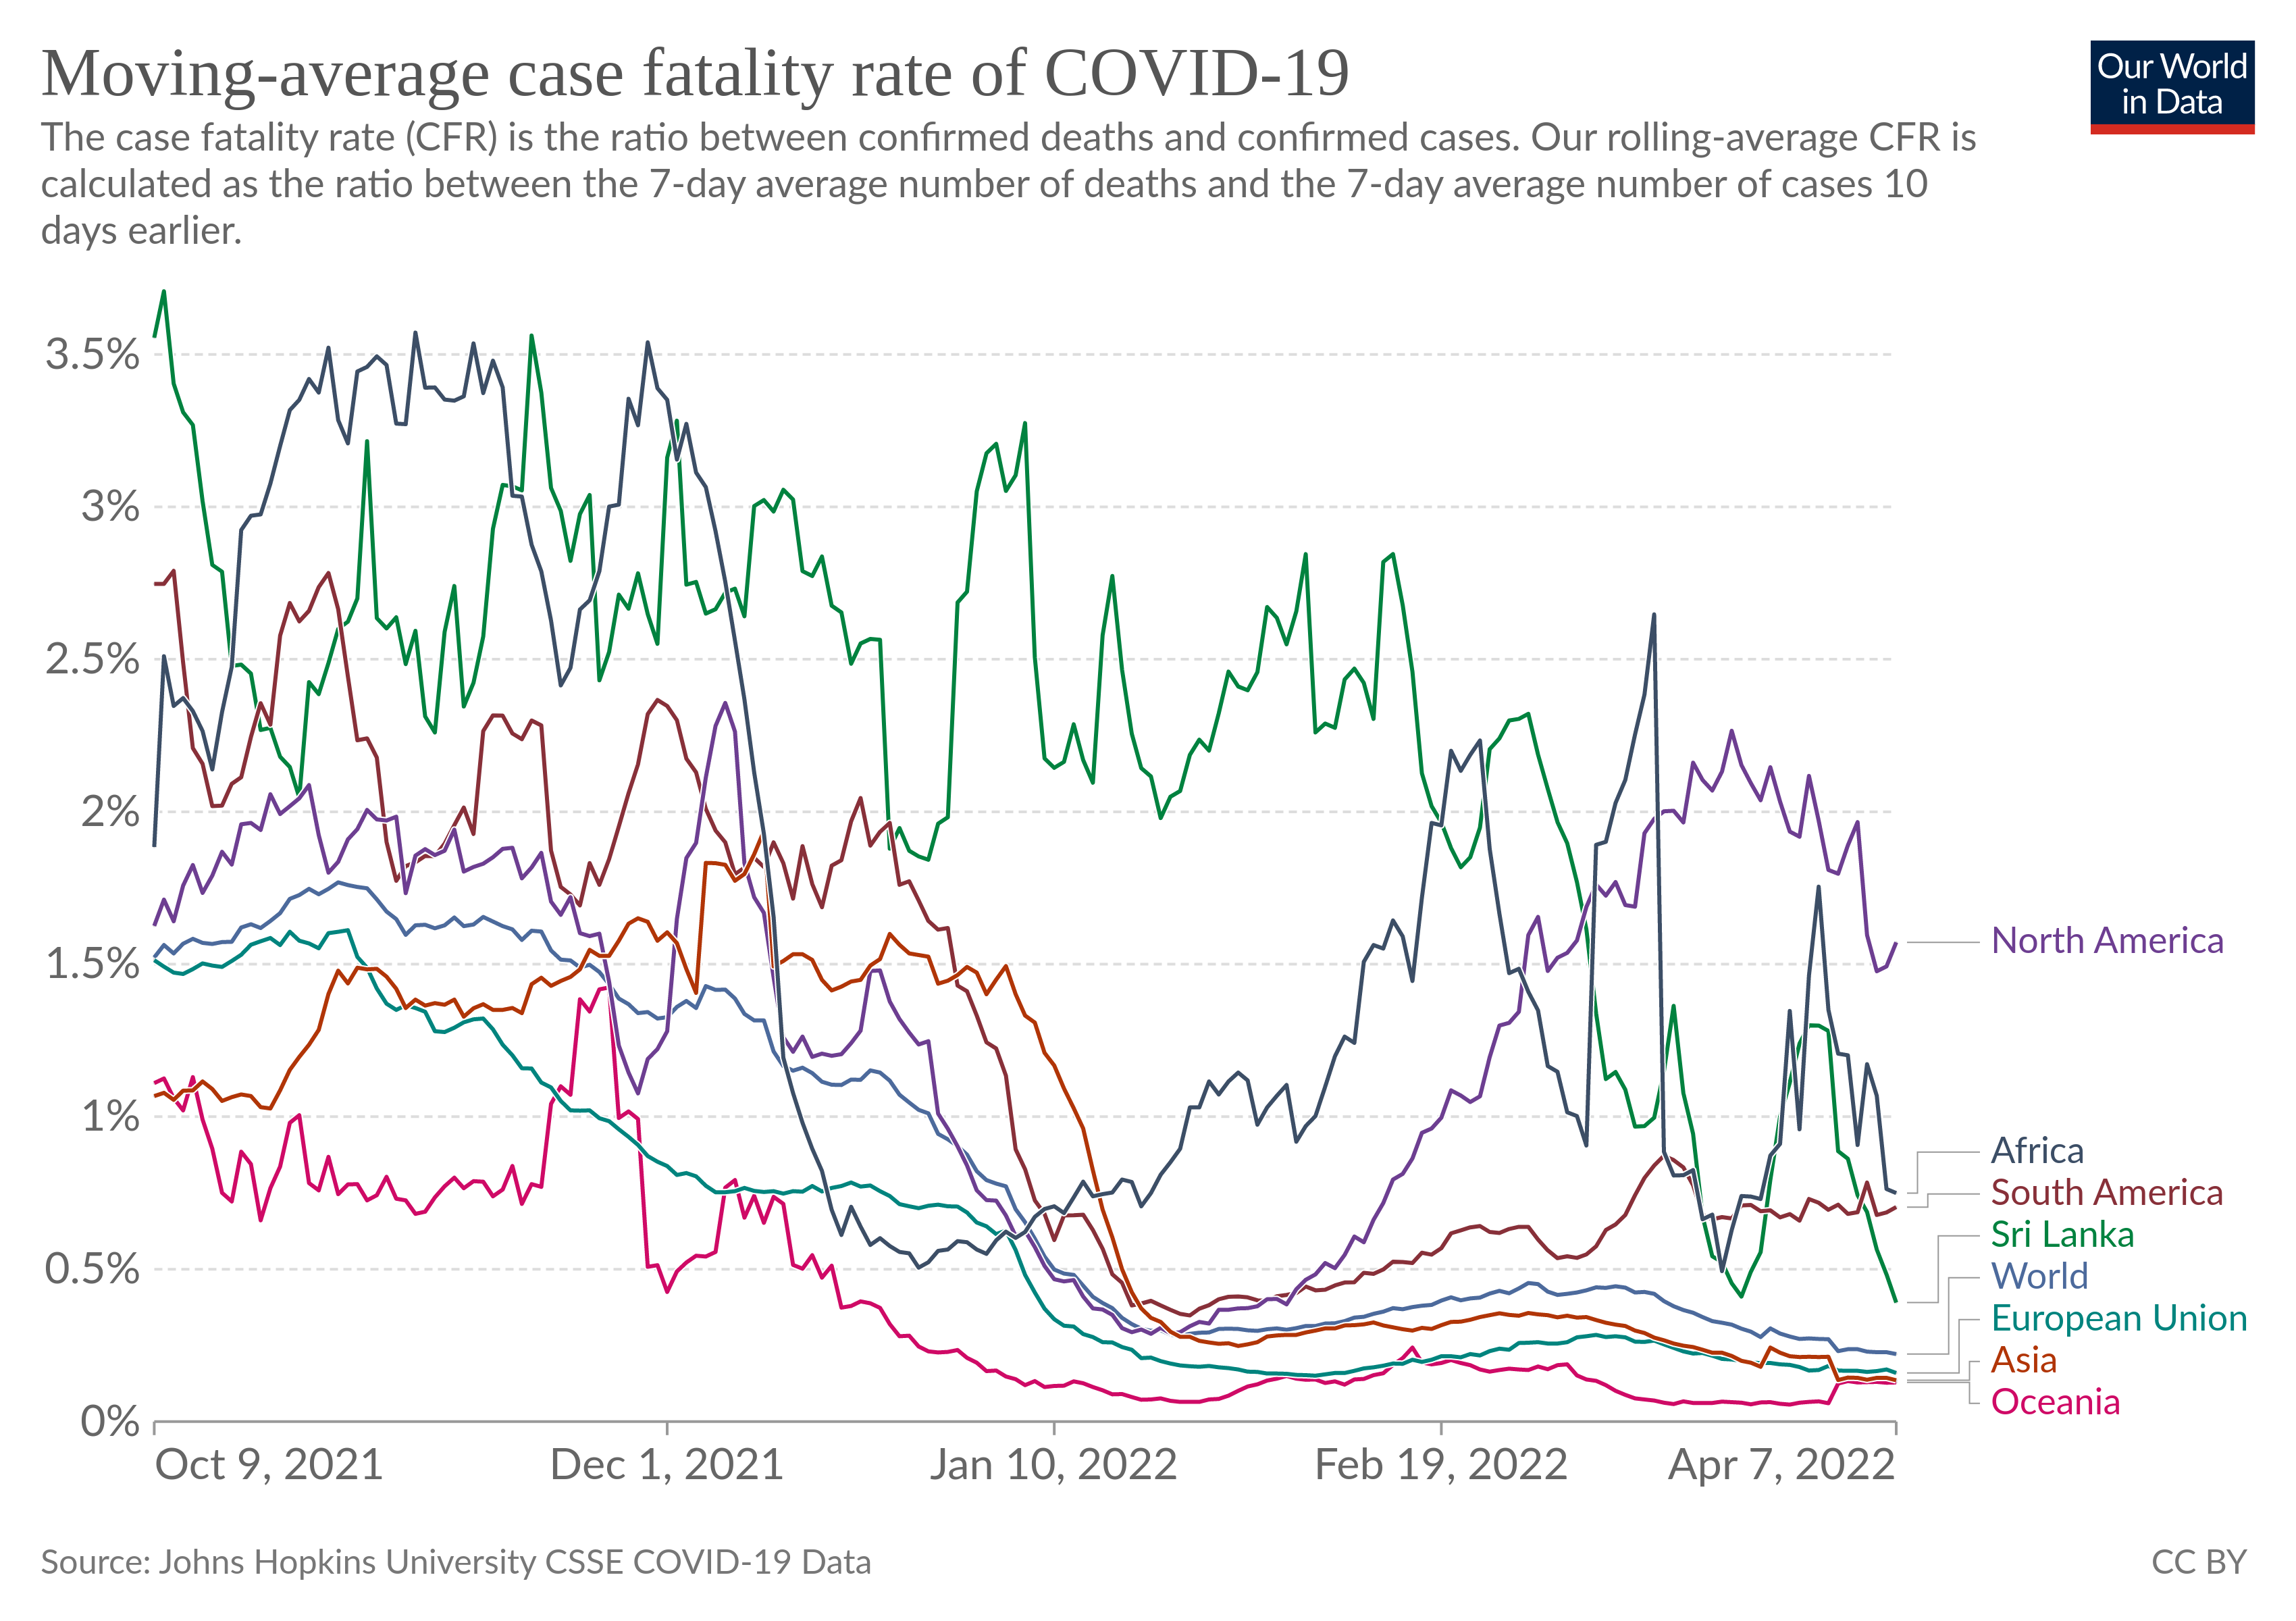 Moving-average case fatality rate of COVID-19
Our World
in Data
The case fatality rate (CFR) is the ratio between confirmed deaths and confirmed cases. Our rolling-average CFR is
calculated as the ratio between the 7-day average number of deaths and the 7-day average number of cases 10
days earlier.
3.5%
3%
2.5%
2%
1.5%
1%
0.5%
0%
North America
Africa
South America
Sri Lanka
World
European Union
Asia
Oceania
Oct 9, 2021
Dec 1, 2021
Jan 10, 2022
Feb 19, 2022
Apr 7, 2022
Source: Johns Hopkins University CSSE COVID-19 Data
CC BY